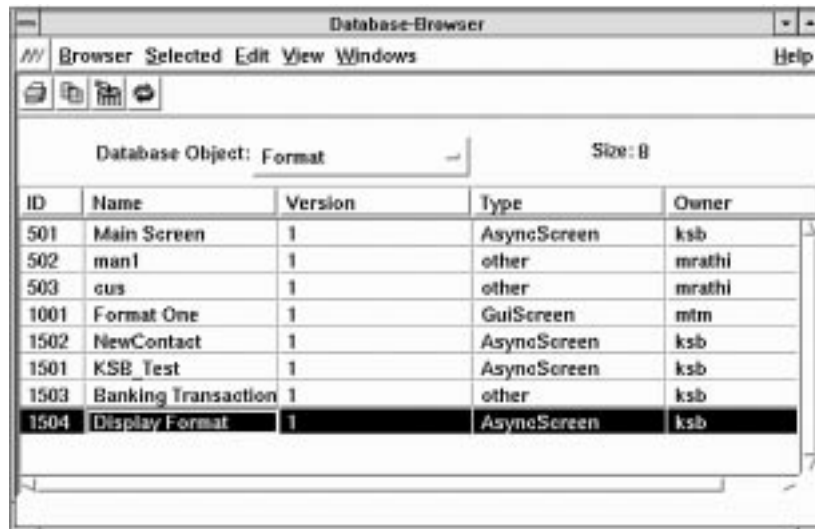 Database-Browser
Browser Selected Edit View Windows Help
Database Object: Format Size: 8
ID Name Version Type Owner
501 Main Screen 1 AsyncScreen ksb
502 man1 1 other mrathi
503 cus 1 other mrathi
1001 Format One 1 GuiScreen mtm
1502 NewContact 1 AsyncScreen ksb
1501 KSB_Test 1 AsyncScreen ksb
1503 Banking Transaction 1 other ksb
1504 Display Format 1 AsyncScreen ksb